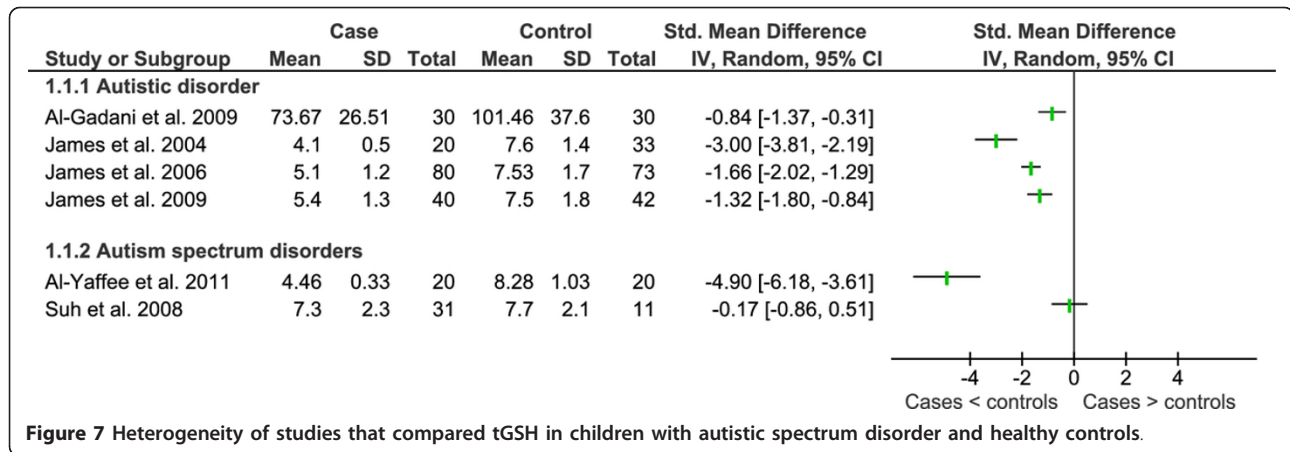 Case Control Std. Mean Difference Std. Mean Difference
Study or Subgroup Mean SD Total Mean SD Total IV, Random, 95% CI IV, Random, 95% CI
1.1.1 Autistic disorder
Al-Gadani et al. 2009 73.67 26.51 30 101.46 37.6 30 -0.84 [-1.37, -0.31]
James et al. 2004 4.1 0.5 20 7.6 1.4 33 -3.00 [-3.81, -2.19]
James et al. 2006 5.1 1.2 80 7.53 1.7 73 -1.66 [-2.02, -1.29]
James et al. 2009 5.4 1.3 40 7.5 1.8 42 -1.32 [-1.80, -0.84]
1.1.2 Autism spectrum disorders
Al-Yaffee et al. 2011 4.46 0.33 20 8.28 1.03 20 -4.90 [-6.18, -3.61]
Suh et al. 2008 7.3 2.3 31 7.7 2.1 11 -0.17 [-0.86, 0.51]
-4 -2 0 2 4
Cases < controls Cases > controls
Figure 7 Heterogeneity of studies that compared tGSH in children with autistic spectrum disorder and healthy controls.